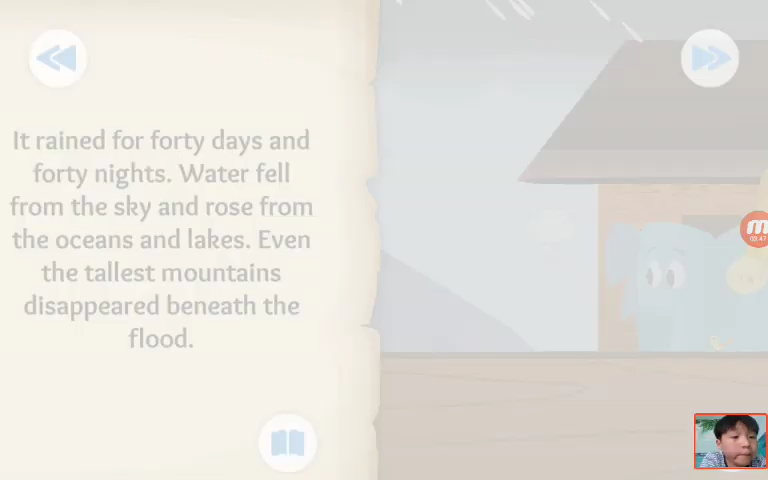 It rained for forty days and
forty nights. Water fell
from the sky and rose from
the oceans and lakes. Even
the tallest mountains
disappeared beneath the
flood.